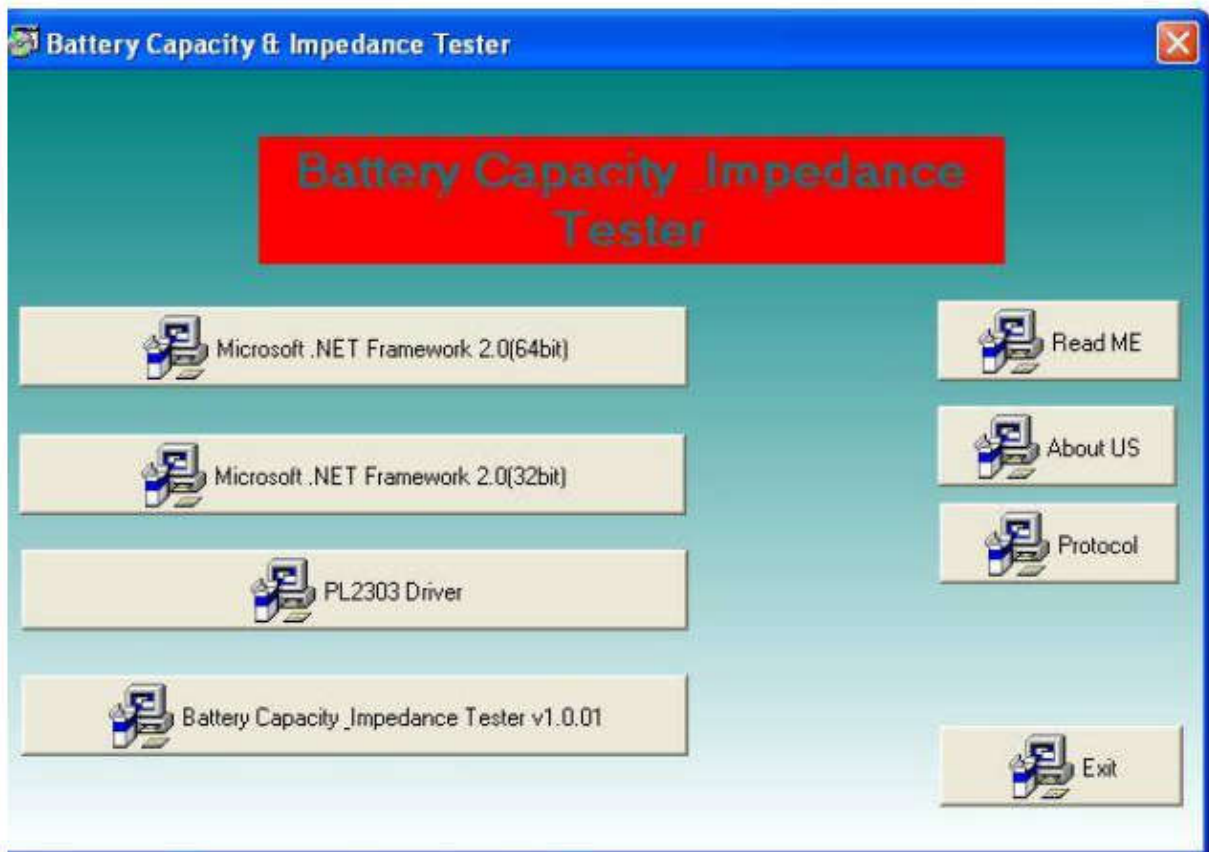 Battery Capacity & Impedance Tester
Battery Capacity _Impedance
Tester
Microsoft .NET Framework 2.0(64bit)
Microsoft .NET Framework 2.0(32bit)
PL2303 Driver
Battery Capacity _Impedance Tester v1.0.01
Read ME
About US
Protocol
Exit